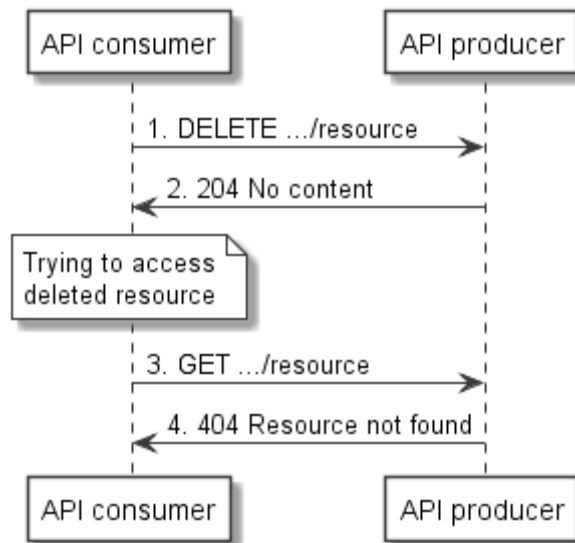 API consumer
API producer
1. DELETE .../resource
2. 204 No content
Trying to access
deleted resource
3. GET .../resource
4. 404 Resource not found
API consumer
API producer